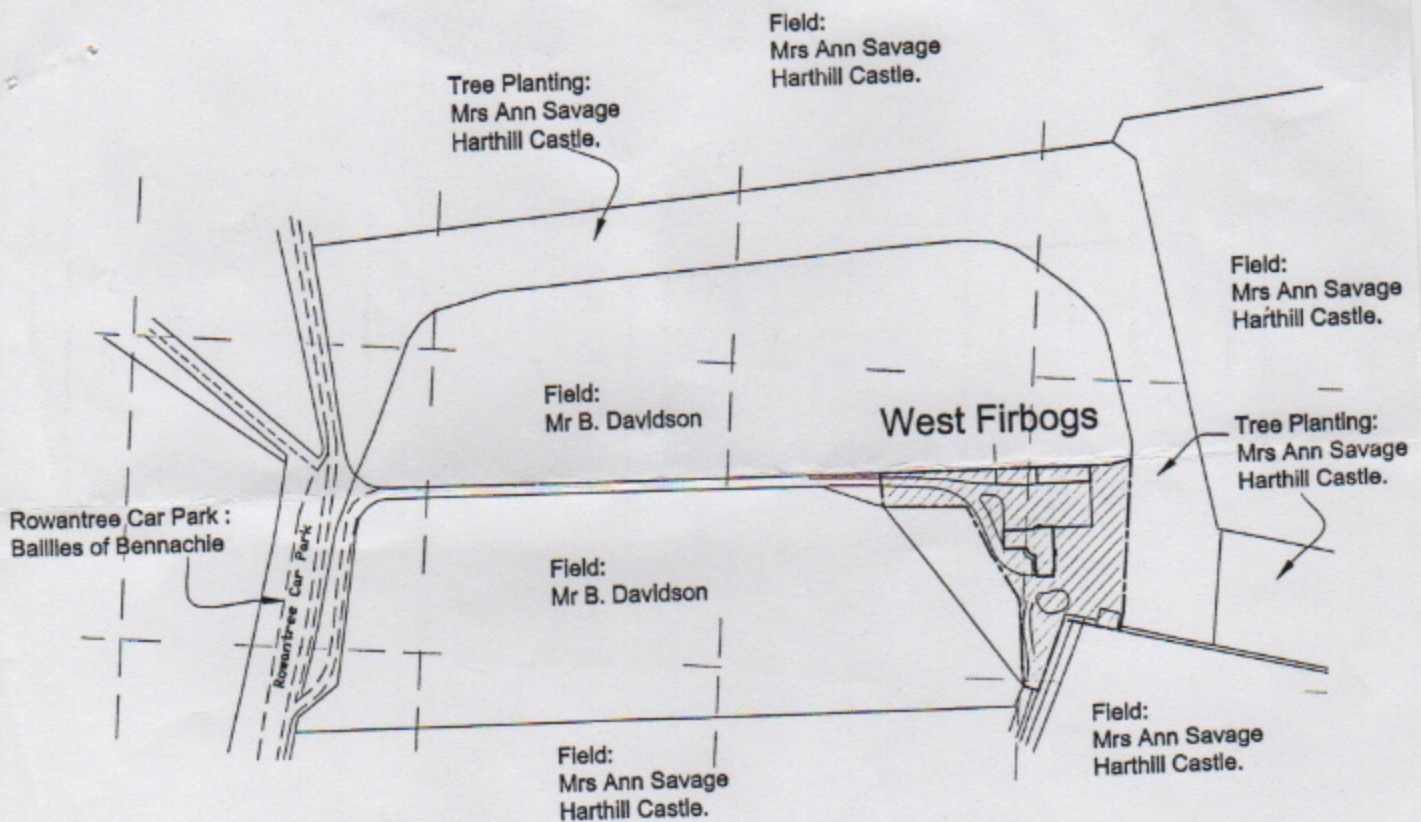 Field:
Mrs Ann Savage
Harthill Castle.
Tree Planting:
Mrs Ann Savage
Harthill Castle.
Field:
Mrs Ann Savage
Harthill Castle.
Field:
Mr B. Davidson
West Firbogs
Tree Planting:
Mrs Ann Savage
Harthill Castle.
Rowantree Car Park :
Baillies of Bennachie
Rowantree Car Park
Field:
Mr B. Davidson
Field:
Mrs Ann Savage
Harthill Castle.
Field:
Mrs Ann Savage
Harthill Castle.